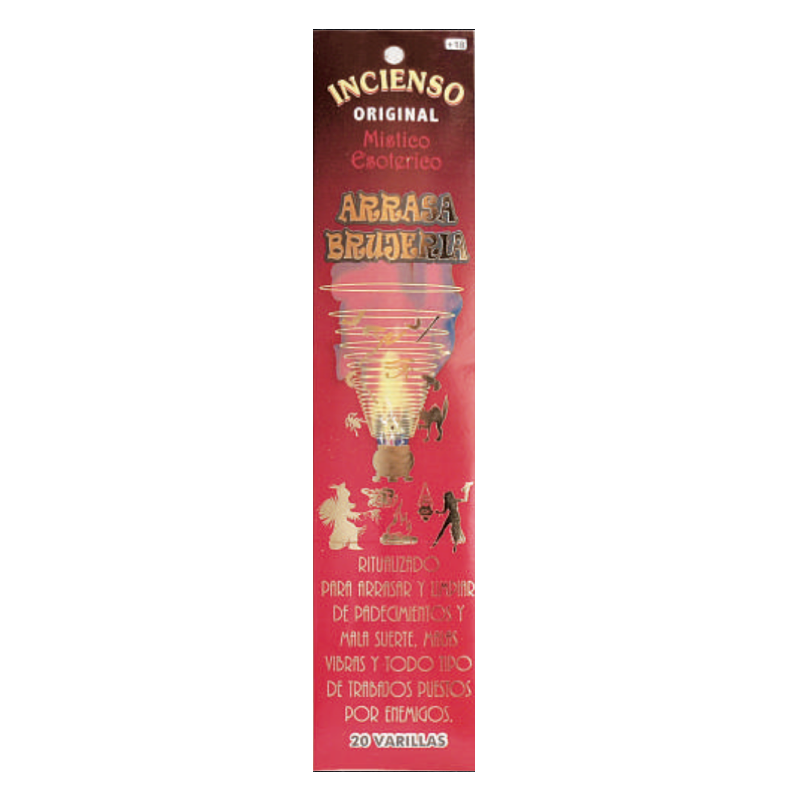 +18
INCIENSO
ORIGINAL
Mistico
Esoterico
ARRASA
BRUJERIA
RITUALIZADO
PARA ARRASAR Y LIMPIAR
DE PADECIMIENTOS Y
MALA SUERTE, MALAS
VIBRAS Y TODO TIPO
DE TRABAJOS PUESTOS
POR ENEMIGOS.
20 VARILLAS